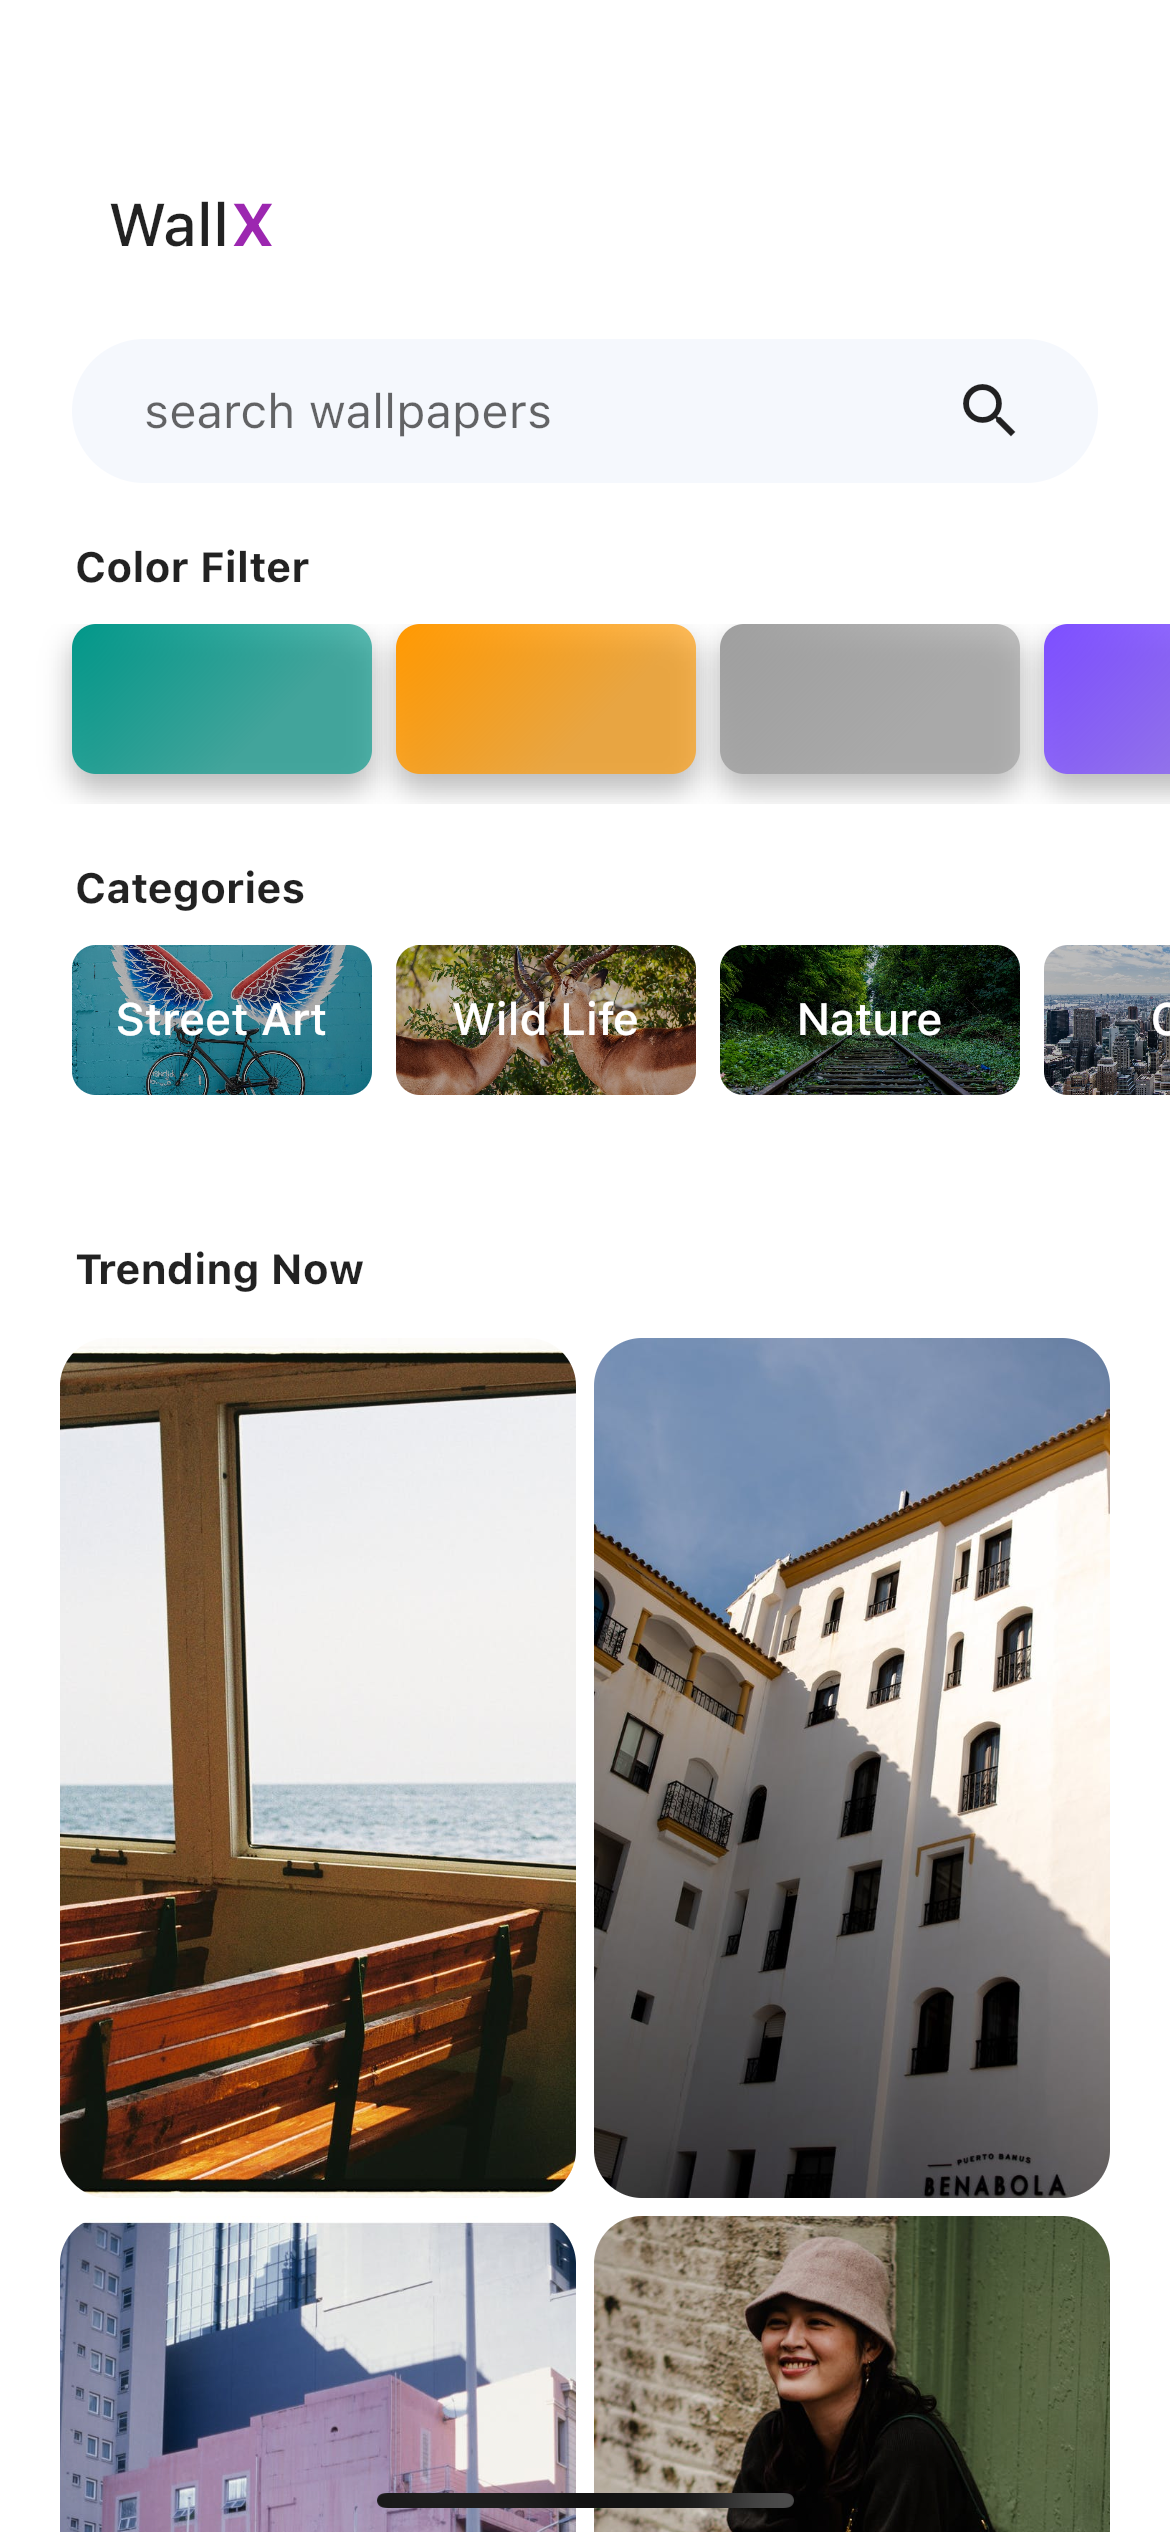 WallX
search wallpapers
Color Filter
Categories
Street Art
Wild Life
Nature
C
Trending Now
PUERTO BANUS
BENABOLA